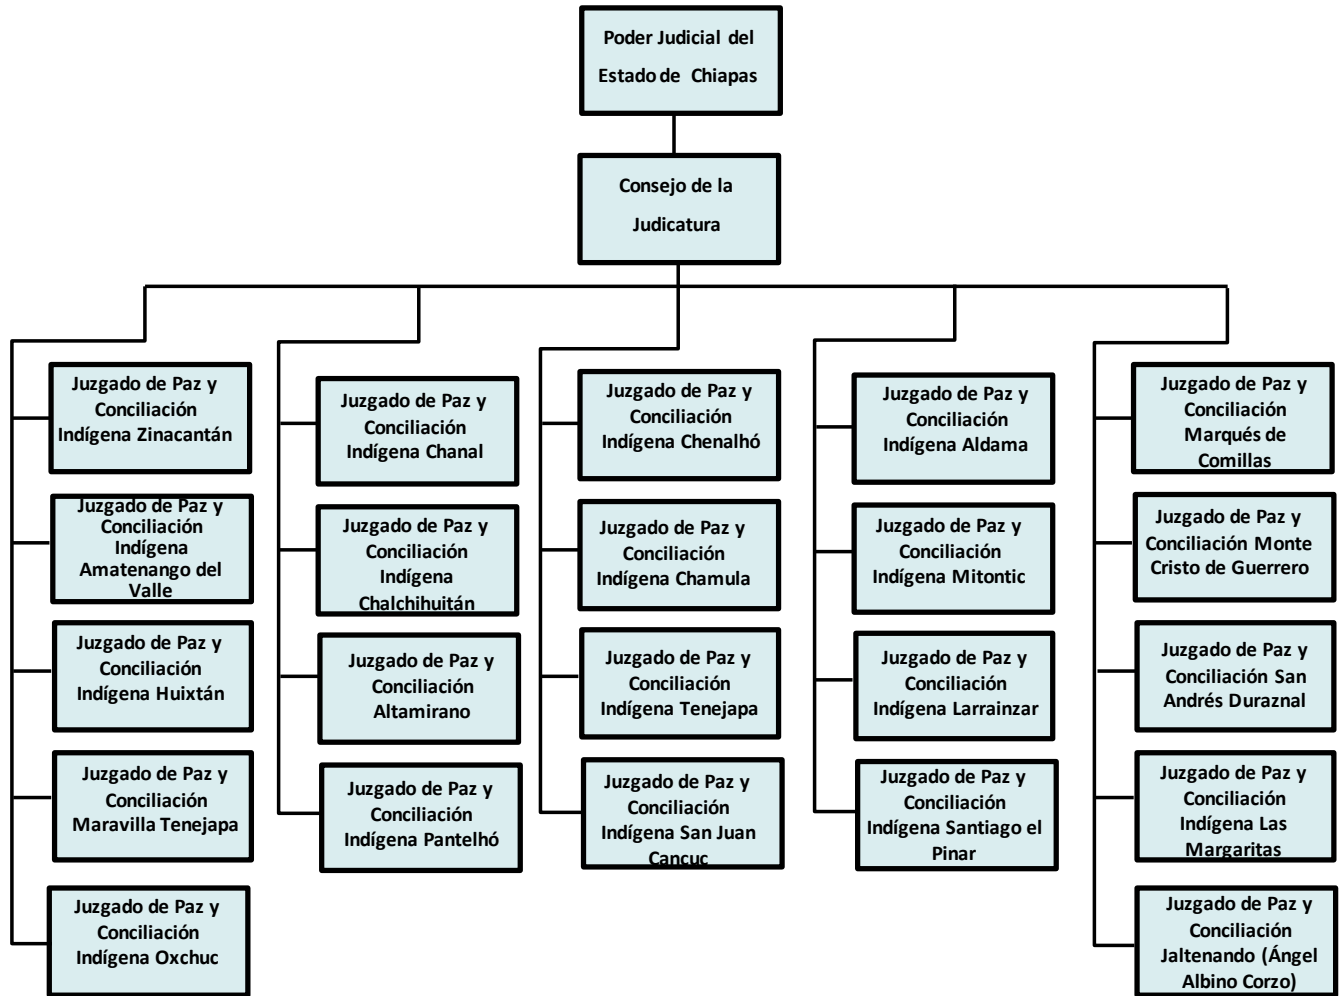 Poder Judicial del
Estado de Chiapas
Consejo de la
Judicatura
Juzgado de Paz y
Conciliación
Indígena Zinacantán
Juzgado de Paz y
Conciliación
Indígena
Amatenango del
Valle
Juzgado de Paz y
Conciliación
Indígena Huixtán
Juzgado de Paz y
Conciliación
Maravilla Tenejapa
Juzgado de Paz y
Conciliación
Indígena Oxchuc
Juzgado de Paz y
Conciliación
Indígena Chanal
Juzgado de Paz y
Conciliación
Indígena
Chalchihuitán
Juzgado de Paz y
Conciliación
Altamirano
Juzgado de Paz y
Conciliación
Indígena Pantelhó
Juzgado de Paz y
Conciliación
Indígena Chenalhó
Juzgado de Paz y
Conciliación
Indígena Chamula
Juzgado de Paz y
Conciliación
Indígena Tenejapa
Juzgado de Paz y
Conciliación
Indígena San Juan
Cancuc
Juzgado de Paz y
Conciliación
Indígena Aldama
Juzgado de Paz y
Conciliación
Indígena Mitontic
Juzgado de Paz y
Conciliación
Indígena Larrainzar
Juzgado de Paz y
Conciliación
Indígena Santiago el
Pinar
Juzgado de Paz y
Conciliación
Marqués de
Comillas
Juzgado de Paz y
Conciliación Monte
Cristo de Guerrero
Juzgado de Paz y
Conciliación San
Andrés Duraznal
Juzgado de Paz y
Conciliación
Indígena Las
Margaritas
Juzgado de Paz y
Conciliación
Jaltenando (Ángel
Albino Corzo)